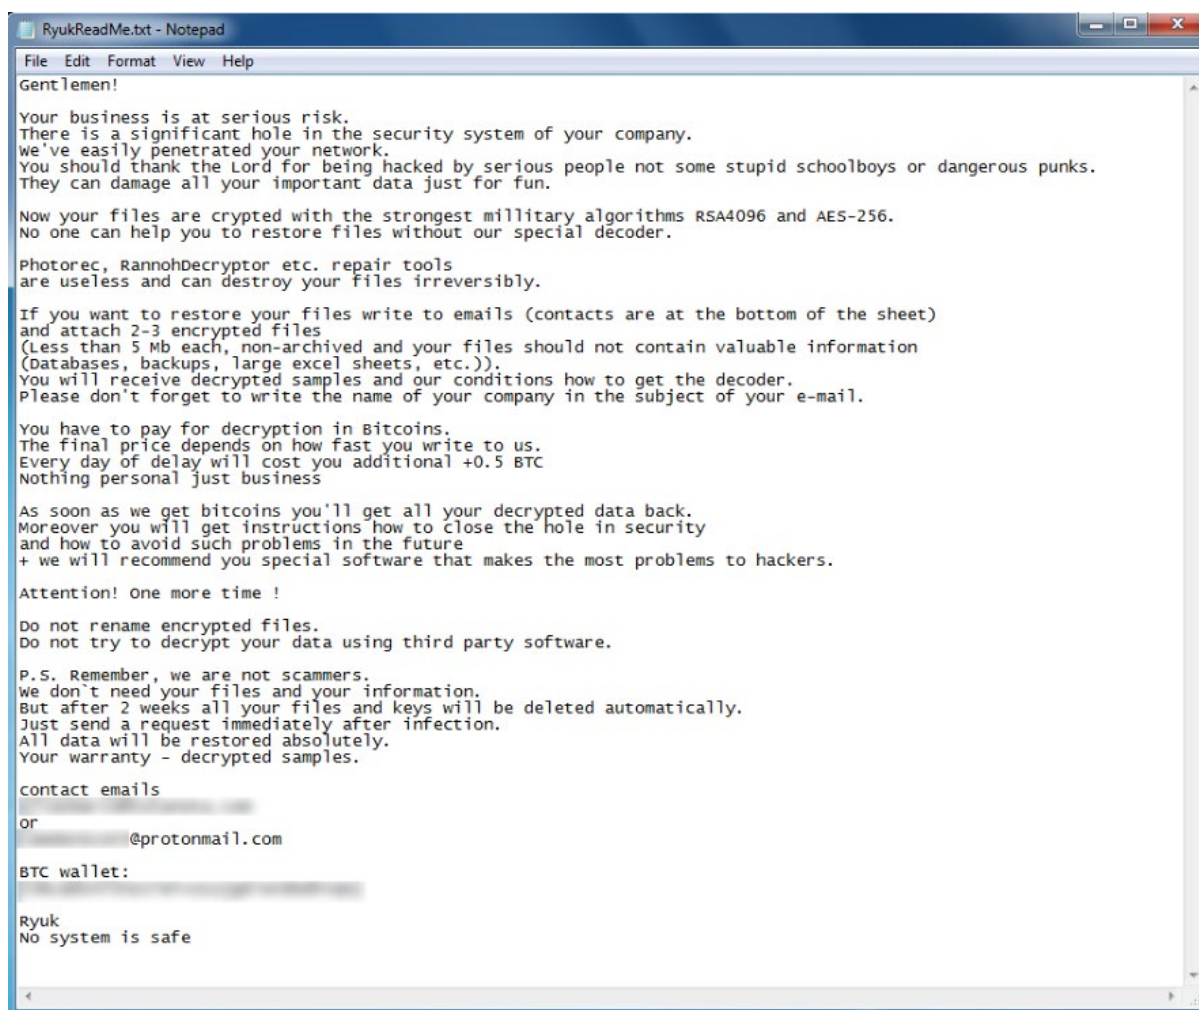 RyukReadMe.txt - Notepad
File Edit Format View Help
Gentlemen!
Your business is at serious risk.
There is a significant hole in the security system of your company.
We've easily penetrated your network.
You should thank the Lord for being hacked by serious people not some stupid schoolboys or dangerous punks.
They can damage all your important data just for fun.
Now your files are crypted with the strongest millitary algorithms RSA4096 and AES-256.
No one can help you to restore files without our special decoder.
Photorec, RannohDecryptor etc. repair tools
are useless and can destroy your files irreversibly.
If you want to restore your files write to emails (contacts are at the bottom of the sheet)
and attach 2-3 encrypted files
(Less than 5 Mb each, non-archived and your files should not contain valuable information
(Databases, backups, large excel sheets, etc.)).
You will receive decrypted samples and our conditions how to get the decoder.
Please don't forget to write the name of your company in the subject of your e-mail.
You have to pay for decryption in Bitcoins.
The final price depends on how fast you write to us.
Every day of delay will cost you additional +0.5 BTC
Nothing personal just business
As soon as we get bitcoins you'll get all your decrypted data back.
Moreover you will get instructions how to close the hole in security
and how to avoid such problems in the future
+ we will recommend you special software that makes the most problems to hackers.
Attention! One more time !
Do not rename encrypted files.
Do not try to decrypt your data using third party software.
P.S. Remember, we are not scammers.
We don`t need your files and your information.
But after 2 weeks all your files and keys will be deleted automatically.
Just send a request immediately after infection.
All data will be restored absolutely.
Your warranty - decrypted samples.
contact emails
or
@protonmail.com
BTC wallet:
Ryuk
No system is safe